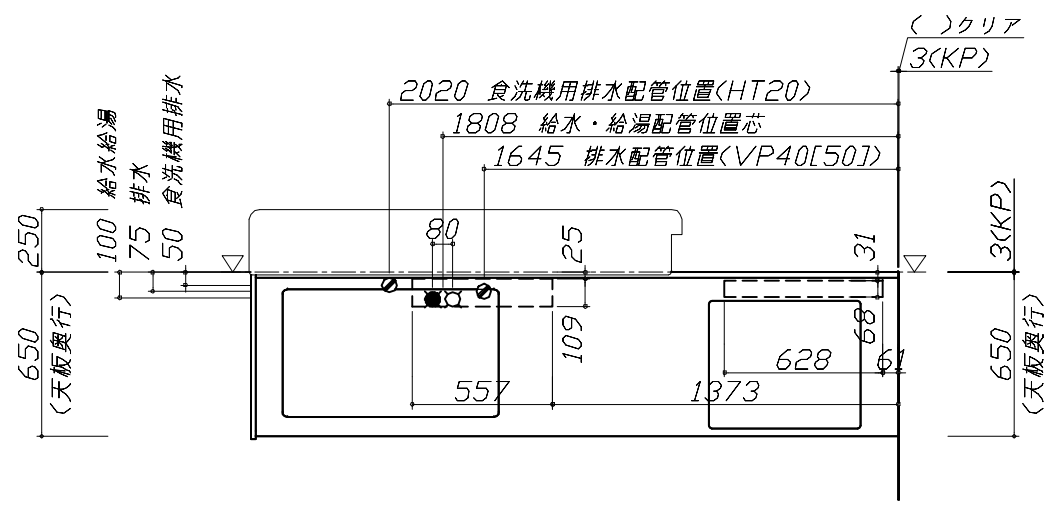 ( )クリア
3(KP)
2020 食洗機用排水配管位置(HT20)
1808 給水・給湯配管位置芯
1645 排水配管位置(VP40[50])
100 給水給湯
75 排水
50 食洗機用排水
250
650
(天板奥行)
80
25
109
557
1373
31
68
628
61
3(KP)
650
(天板奥行)